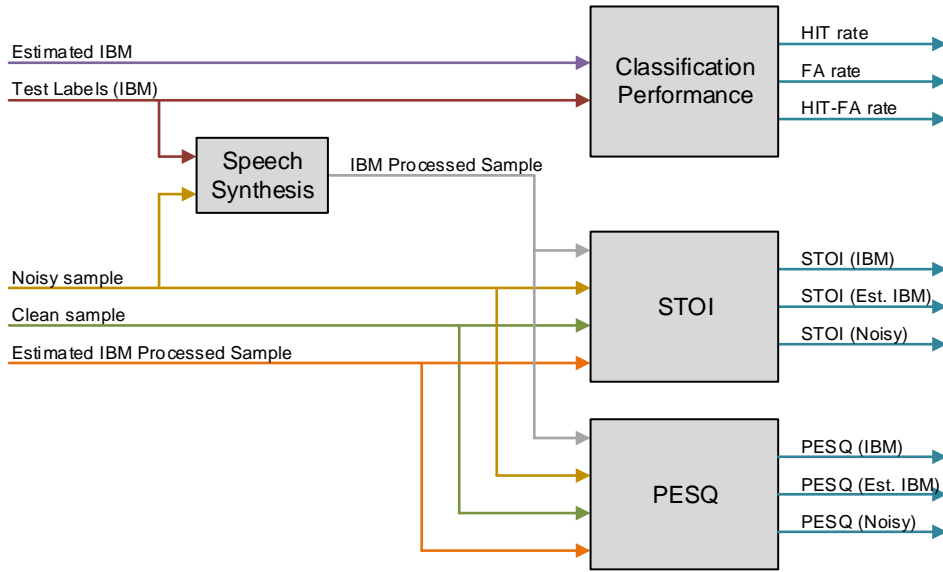 Estimated IBM
Test Labels (IBM)
Classification
Performance
HIT rate
FA rate
HIT-FA rate
Speech
Synthesis
IBM Processed Sample
Noisy sample
Clean sample
Estimated IBM Processed Sample
STOI
STOI (IBM)
STOI (Est. IBM)
STOI (Noisy)
PESQ
PESQ (IBM)
PESQ (Est. IBM)
PESQ (Noisy)